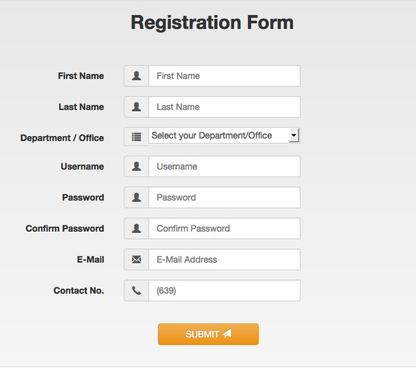 Registration Form
First Name First Name
Last Name Last Name
Department / Office Select your Department/Office
Username Username
Password Password
Confirm Password Confirm Password
E-Mail E-Mail Address
Contact No. (639)
SUBMIT